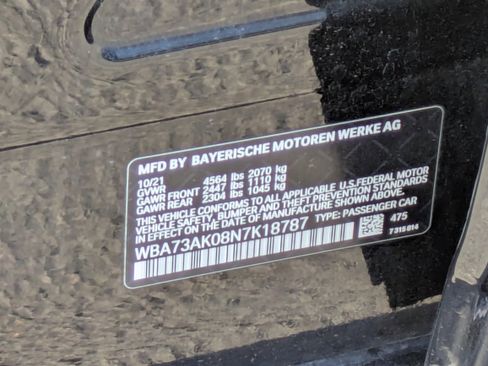 MFD BY BAYERISCHE MOTOREN WERKE AG
10/21
GVWR 4564 lbs 2070 kg
GAWR FRONT 2447 lbs 1110 kg
GAWR REAR 2304 lbs 1045 kg
THIS VEHICLE CONFORMS TO ALL APPLICABLE U.S.FEDERAL MOTOR
VEHICLE SAFETY, BUMPER AND THEFT PREVENTION STANDARDS
IN EFFECT ON THE DATE OF MANUFACTURE SHOWN ABOVE.
WBA73AK08N7K18787 TYPE: PASSENGER CAR
475
7 315 014